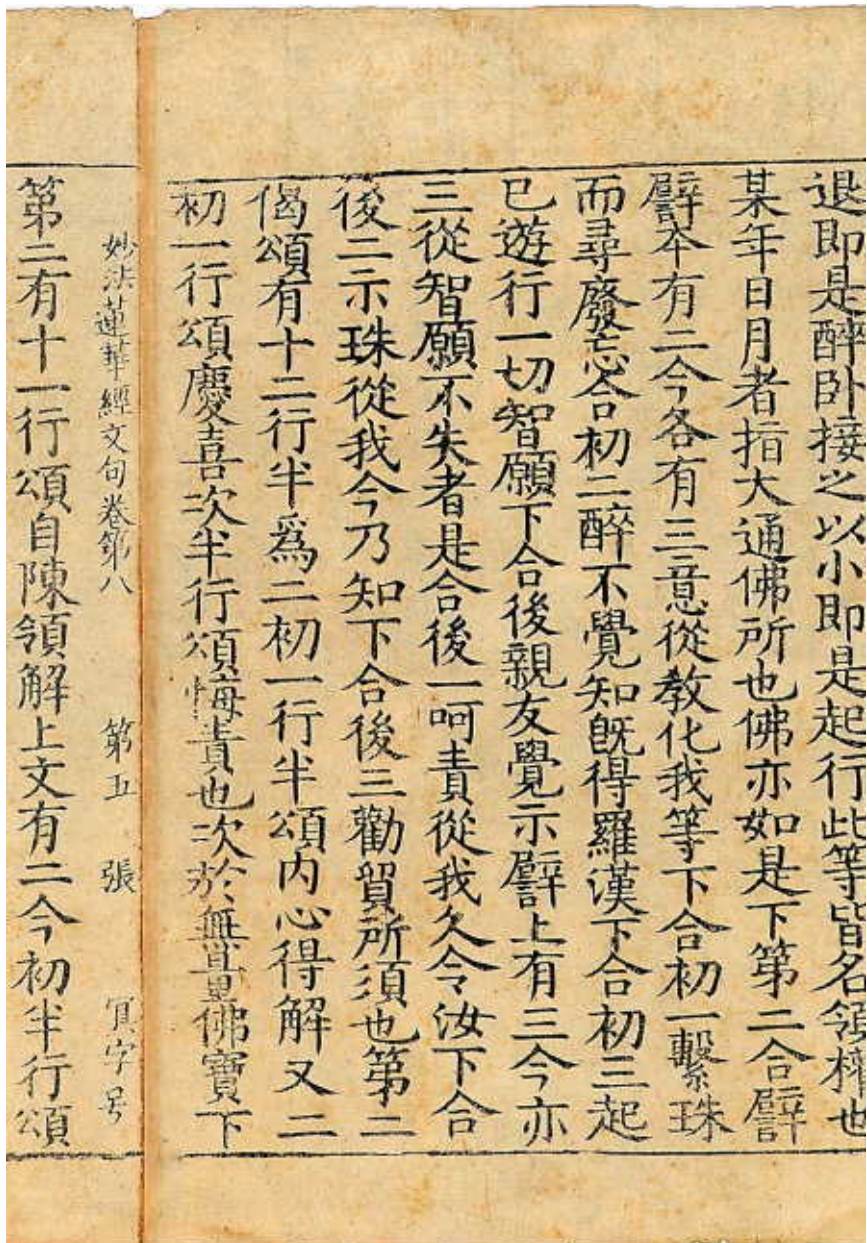 退即是醉卧接之以小即是起行此等皆名領權也
某年日月者指大通佛所也佛亦如是下第二合譬
譬本有二今各有三意從教化我等下合初一繫珠
而尋廢忘合初二醉不覺知既得羅漢下合初三起
已遊行一切智願下合後親友覺示譬上有三今亦
三從智願不失者是合後一呵責從我久令汝下合
後二示珠從我今乃知下合後三勸貿所須也第二
偈頌有十二行半爲二初一行半頌内心得解又二
初一行頌慶喜次半行頌悔責也次於無量佛寶下
妙法蓮華經文句卷第八 第五 張 字号
第二有十一行頌自陳領解上文有二今初半行頌